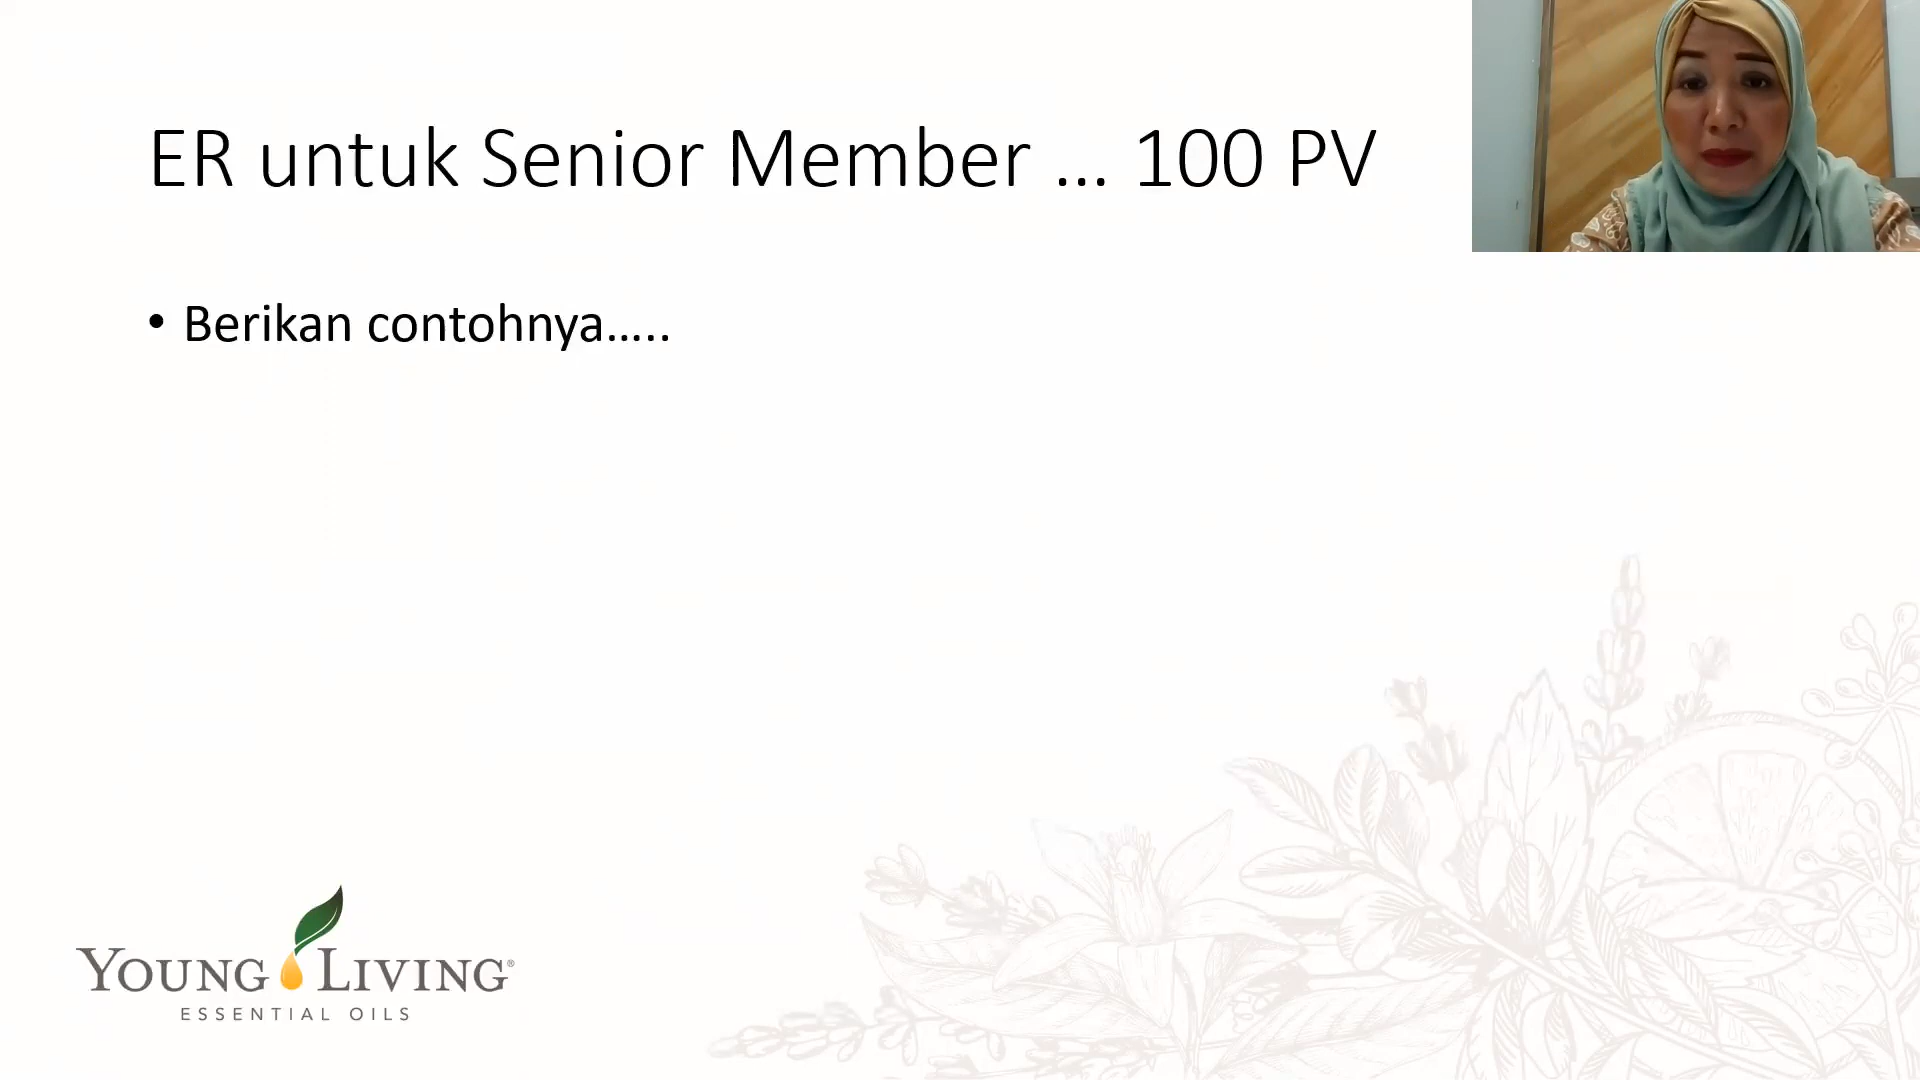 ER untuk Senior Member ... 100 PV
• Berikan contohnya…..
YOUNG LIVING®
ESSENTIAL OILS